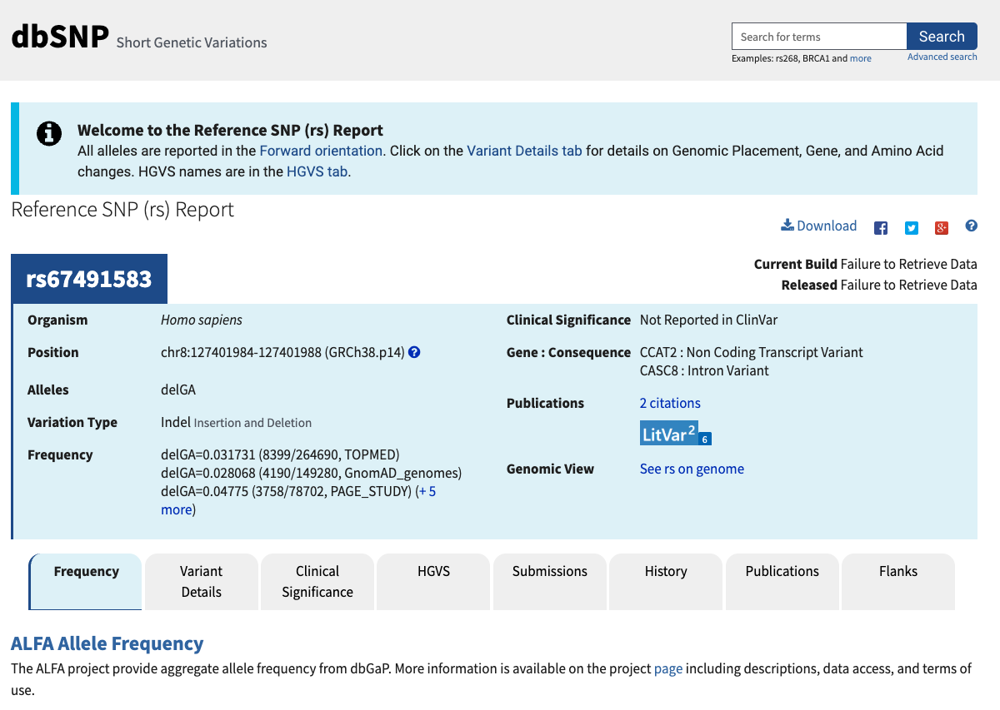 dbSNP Short Genetic Variations
Search for terms
Search
Examples: rs268, BRCA1 and more
Advanced search
Welcome to the Reference SNP (rs) Report
All alleles are reported in the Forward orientation. Click on the Variant Details tab for details on Genomic Placement, Gene, and Amino Acid
changes. HGVS names are in the HGVS tab.
Reference SNP (rs) Report
Download
rs67491583
Current Build Failure to Retrieve Data
Released Failure to Retrieve Data
Organism Homo sapiens
Position chr8:127401984-127401988 (GRCh38.p14)
Alleles delGA
Variation Type Indel Insertion and Deletion
Frequency delGA=0.031731 (8399/264690, TOPMED)
delGA=0.028068 (4190/149280, GnomAD_genomes)
delGA=0.04775 (3758/78702, PAGE_STUDY) (+ 5
more)
Clinical Significance Not Reported in ClinVar
Gene : Consequence CCAT2 : Non Coding Transcript Variant
CASC8 : Intron Variant
Publications 2 citations
LitVar2 6
Genomic View See rs on genome
Frequency
Variant
Details
Clinical
Significance
HGVS
Submissions
History
Publications
Flanks
ALFA Allele Frequency
The ALFA project provide aggregate allele frequency from dbGaP. More information is available on the project page including descriptions, data access, and terms of
use.